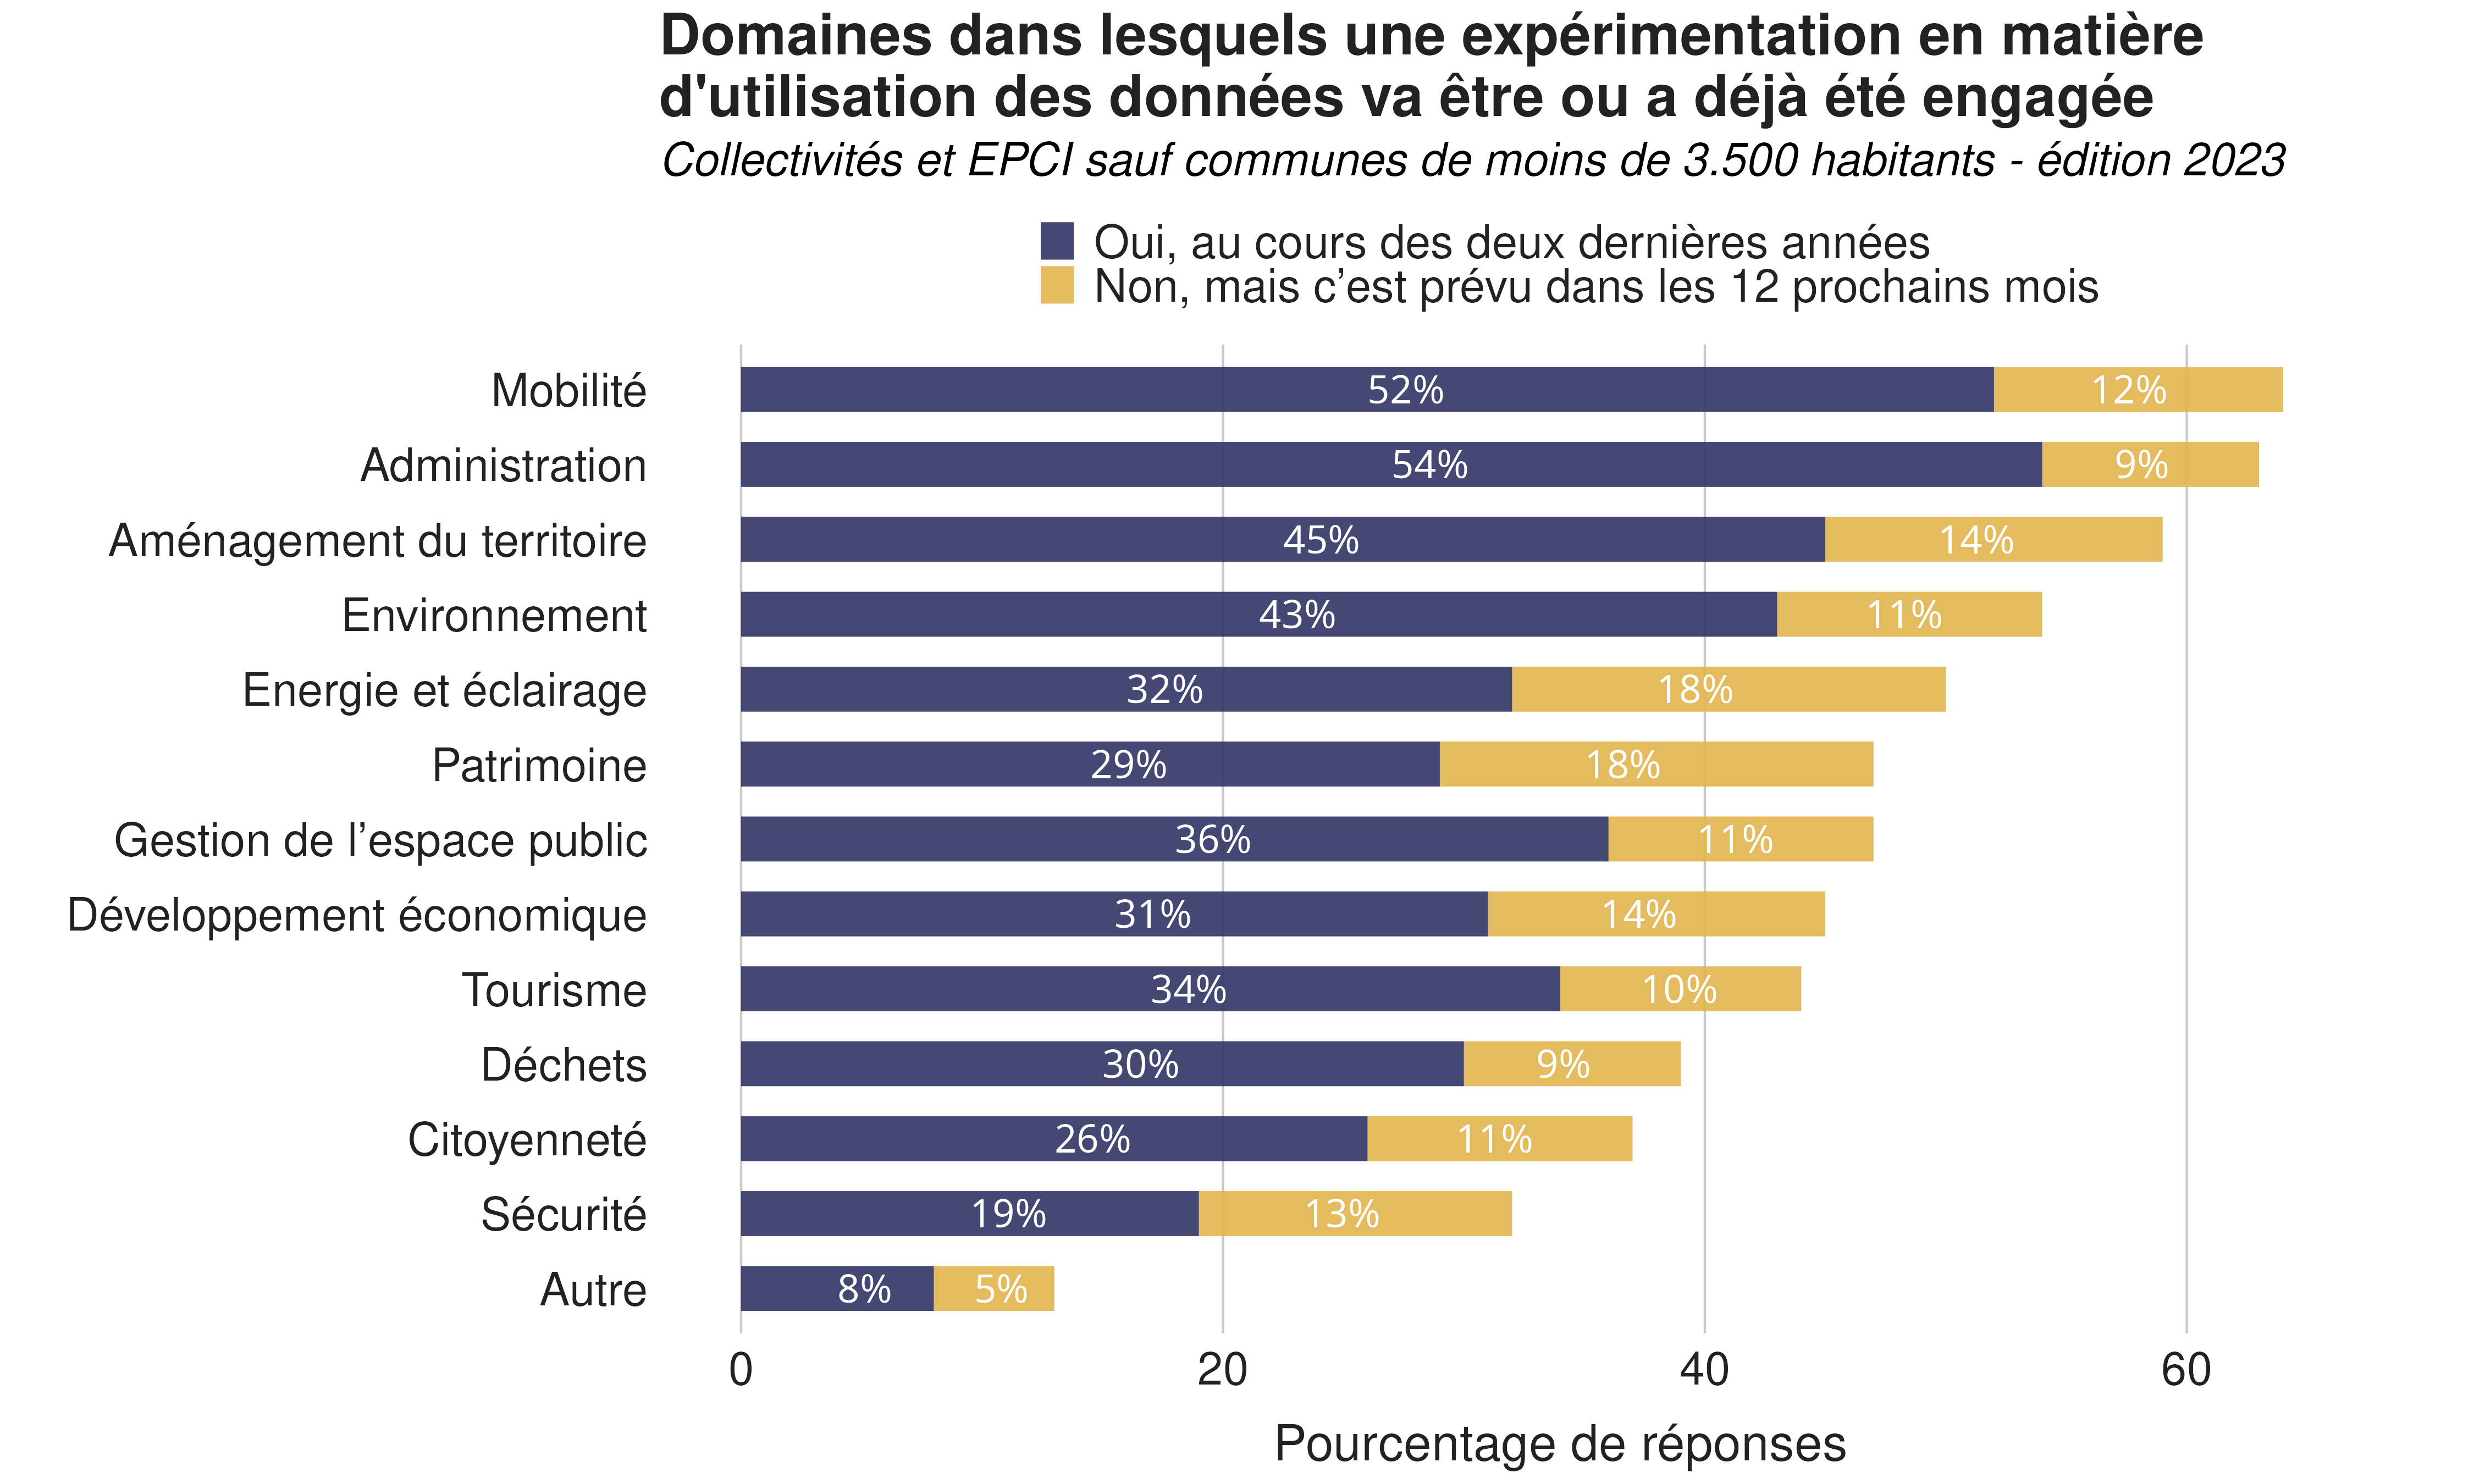 Domaines dans lesquels une expérimentation en matière
d'utilisation des données va être ou a déjà été engagée
Collectivités et EPCI sauf communes de moins de 3.500 habitants - édition 2023
Oui, au cours des deux dernières années
Non, mais c’est prévu dans les 12 prochains mois
Mobilité 52% 12%
Administration 54% 9%
Aménagement du territoire 45% 14%
Environnement 43% 11%
Energie et éclairage 32% 18%
Patrimoine 29% 18%
Gestion de l’espace public 36% 11%
Développement économique 31% 14%
Tourisme 34% 10%
Déchets 30% 9%
Citoyenneté 26% 11%
Sécurité 19% 13%
Autre 8% 5%
0 20 40 60
Pourcentage de réponses